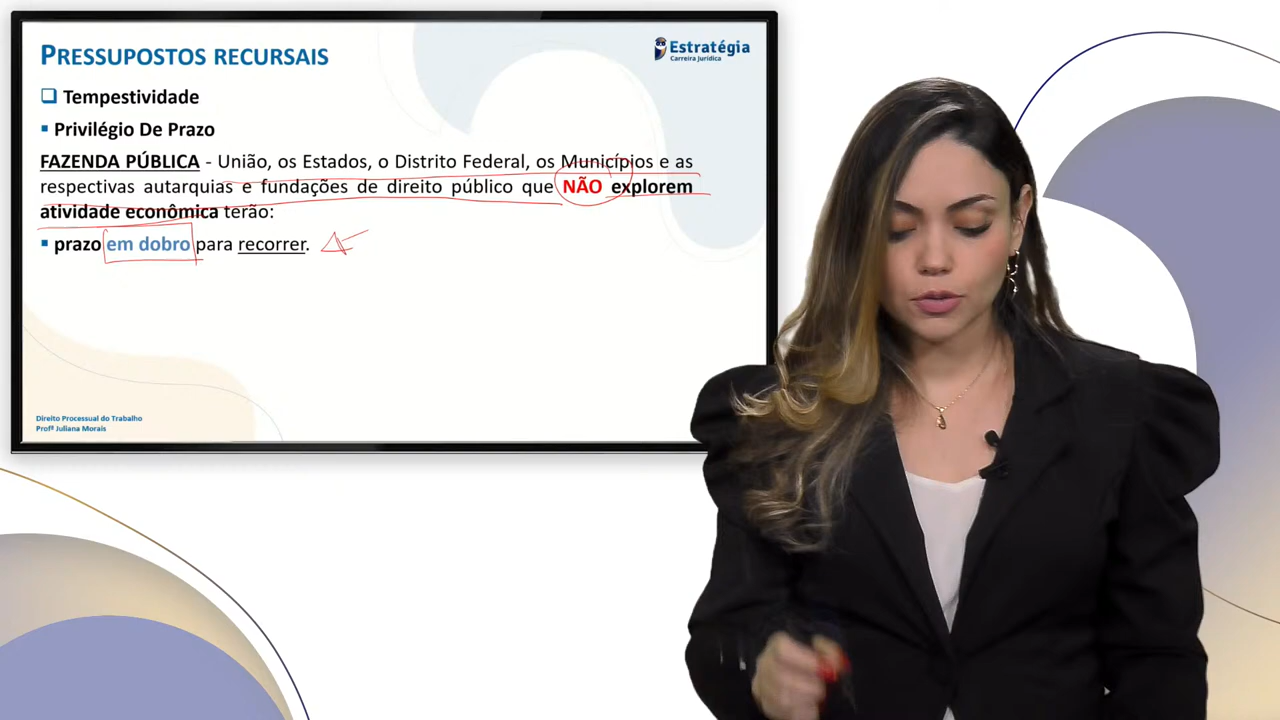 PRESSUPOSTOS RECURSAIS
Estratégia
Carreira Jurídica
Tempestividade
Privilégio De Prazo
FAZENDA PÚBLICA - União, os Estados, o Distrito Federal, os Municípios e as
respectivas autarquias e fundações de direito público que NÃO explorem
atividade econômica terão:
prazo em dobro para recorrer.
Direito Processual do Trabalho
Profª Juliana Morais